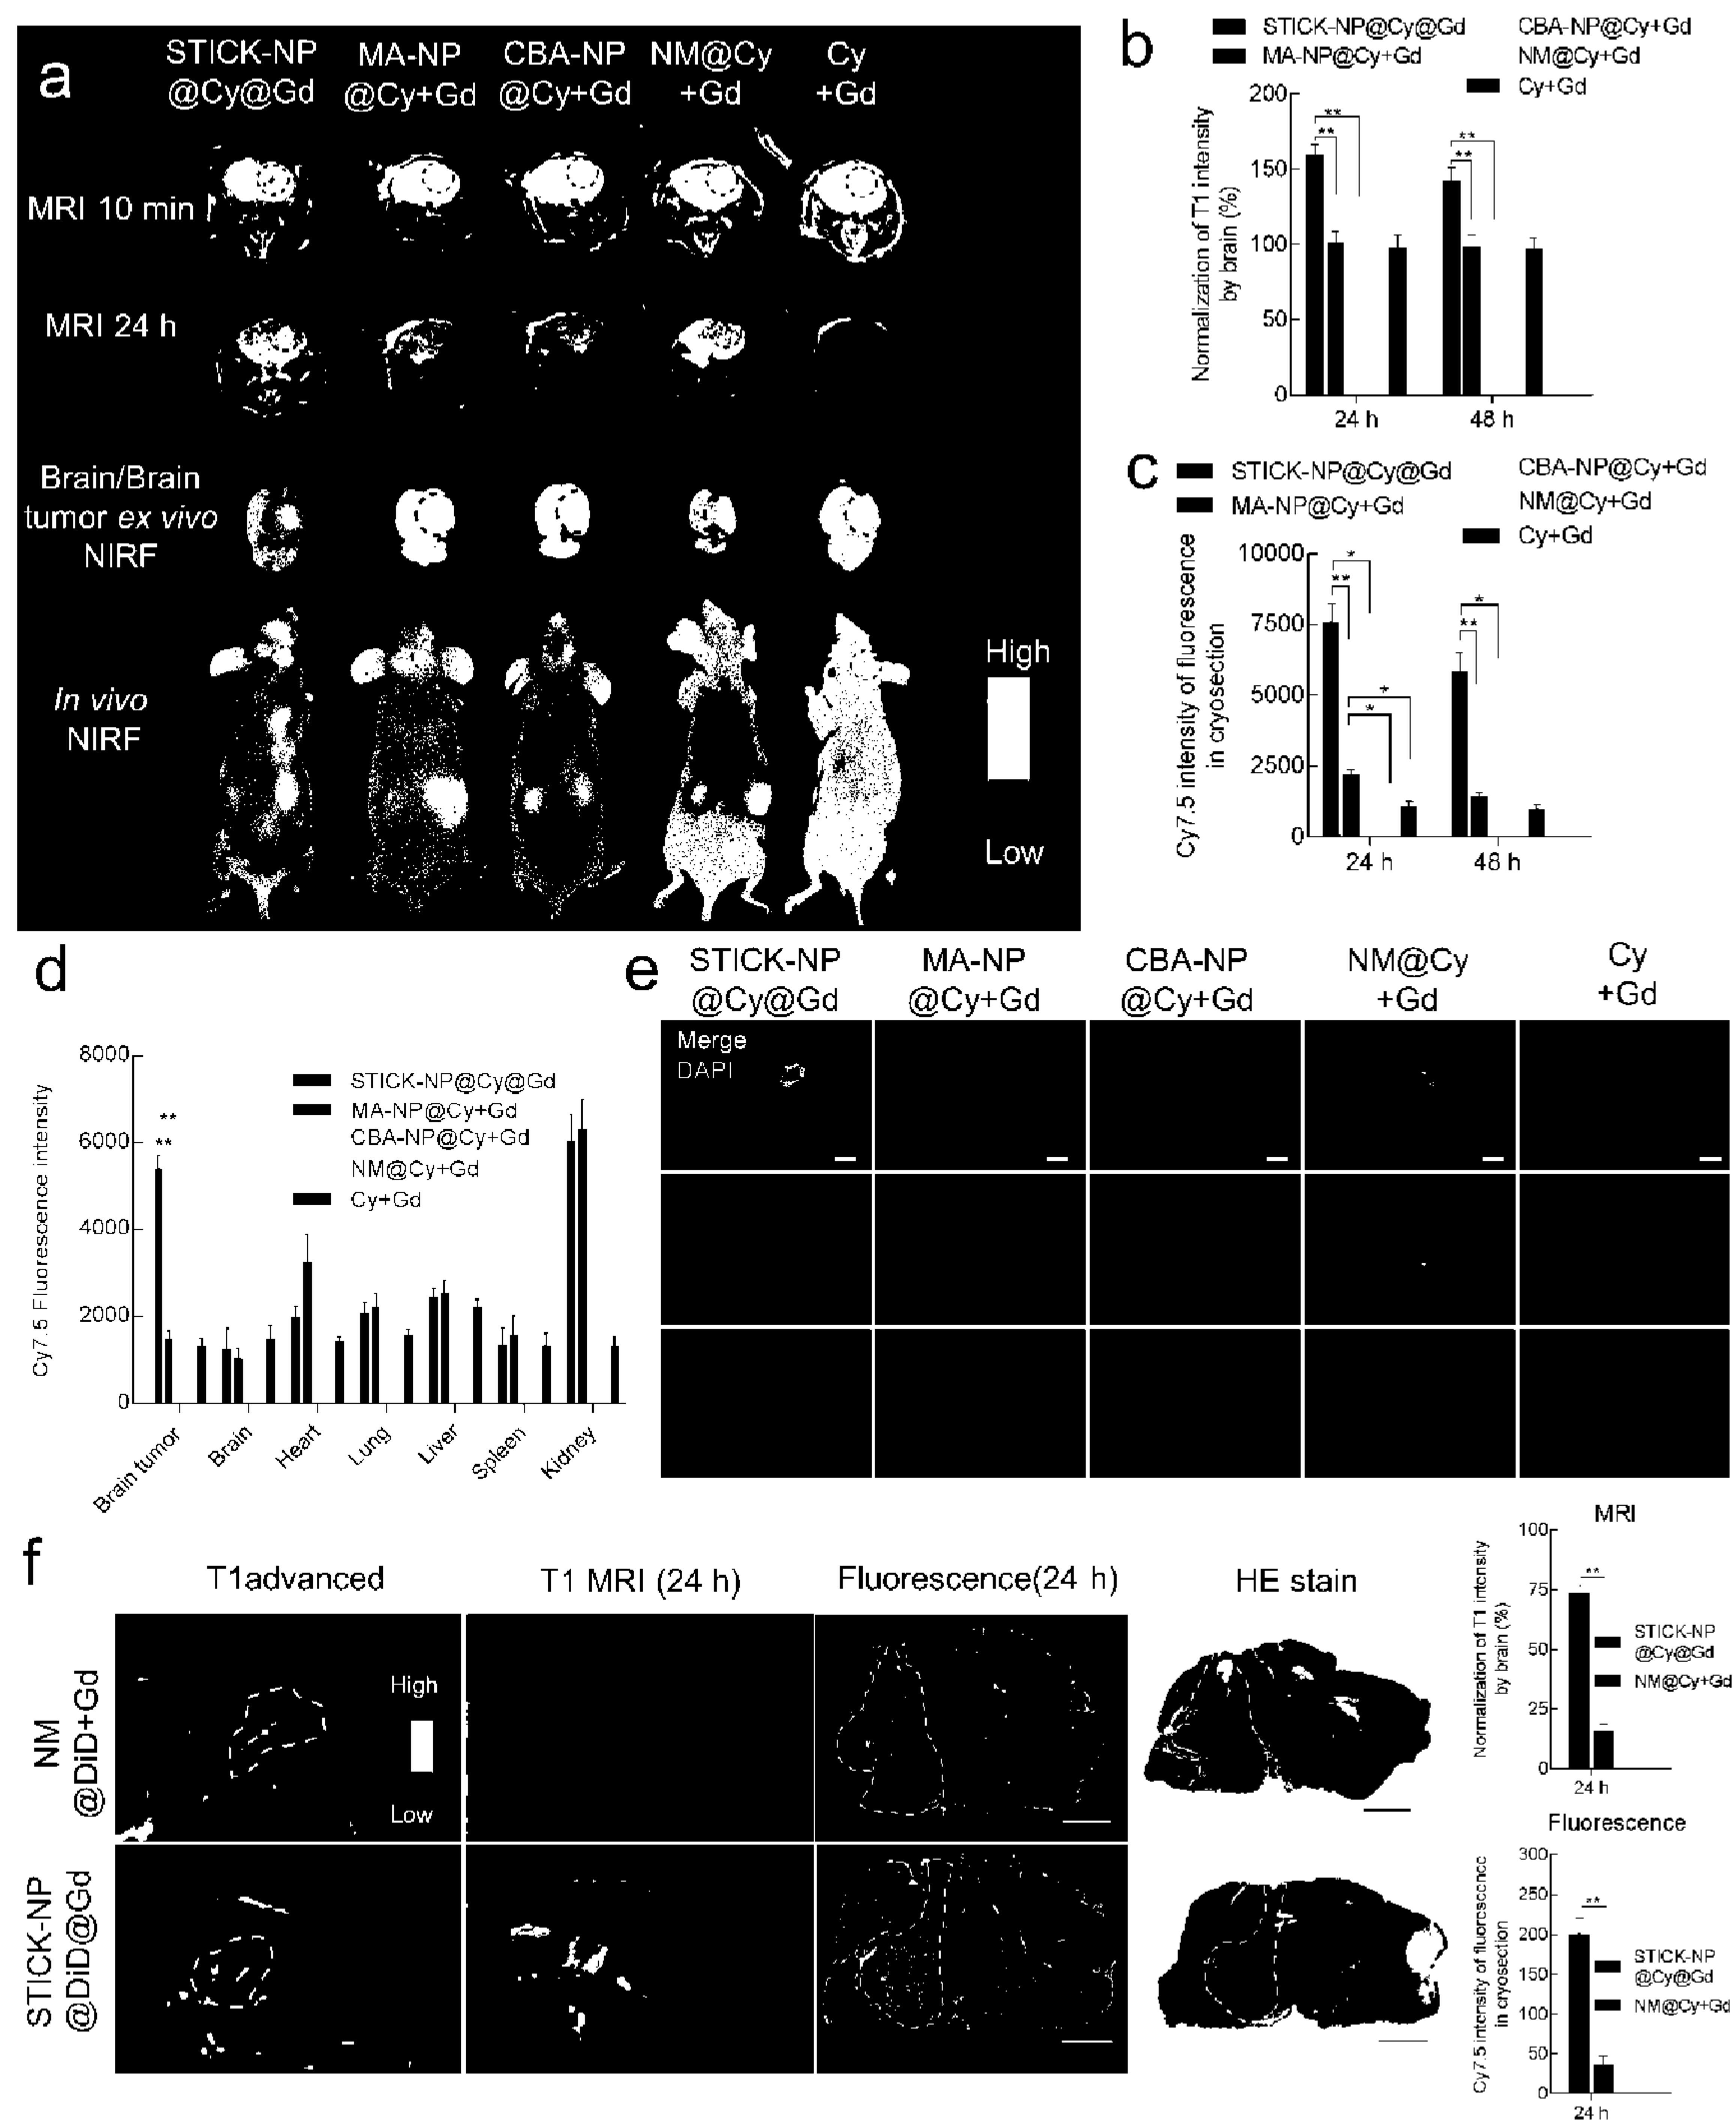 a
STICK-NP
@Cy@Gd
MA-NP
@Cy+Gd
CBA-NP
@Cy+Gd
NM@Cy
+Gd
Cy
+Gd
MRI 10 min
MRI 24 h
Brain/Brain
tumor ex vivo
NIRF
In vivo
NIRF
High
Low
b
STICK-NP@Cy@Gd
CBA-NP@Cy+Gd
MA-NP@Cy+Gd
NM@Cy+Gd
Cy+Gd
Normalization of T1 intensity
by brain (%)
200
150
100
50
0
**
**
**
**
24 h
48 h
c
STICK-NP@Cy@Gd
CBA-NP@Cy+Gd
MA-NP@Cy+Gd
NM@Cy+Gd
Cy+Gd
Cy7.5 intensity of fluorescence
in cryosection
10000
7500
5000
2500
0
*
**
*
*
*
**
24 h
48 h
d
Cy7.5 Fluorescence intensity
8000
6000
4000
2000
0
**
**
STICK-NP@Cy@Gd
MA-NP@Cy+Gd
CBA-NP@Cy+Gd
NM@Cy+Gd
Cy+Gd
Brain tumor
Brain
Heart
Lung
Liver
Spleen
Kidney
e
STICK-NP
@Cy@Gd
MA-NP
@Cy+Gd
CBA-NP
@Cy+Gd
NM@Cy
+Gd
Cy
+Gd
Merge
DAPI
f
T1advanced
T1 MRI (24 h)
Fluorescence(24 h)
HE stain
NM
@DiD+Gd
High
Low
STICK-NP
@DiD@Gd
MRI
Normalization of T1 intensity
by brain (%)
100
75
50
25
0
**
STICK-NP
@Cy@Gd
NM@Cy+Gd
24 h
Fluorescence
Cy7.5 intensity of fluorescence
in cryosection
300
250
200
150
100
50
0
**
STICK-NP
@Cy@Gd
NM@Cy+Gd
24 h